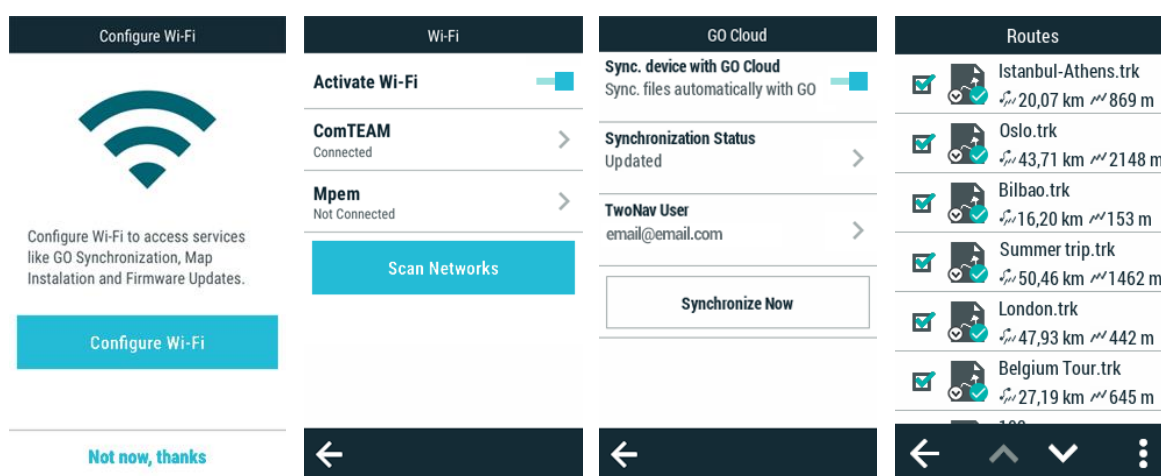 Configure Wi-Fi
Configure Wi-Fi to access services
like GO Synchronization, Map
Instalation and Firmware Updates.
Configure Wi-Fi
Not now, thanks
Wi-Fi
Activate Wi-Fi
ComTEAM
Connected
Mpem
Not Connected
Scan Networks
GO Cloud
Sync. device with GO Cloud
Sync. files automatically with GO
Synchronization Status
Updated
TwoNav User
email@email.com
Synchronize Now
Routes
Istanbul-Athens.trk
20,07 km 869 m
Oslo.trk
43,71 km 2148 m
Bilbao.trk
16,20 km 153 m
Summer trip.trk
50,46 km 1462 m
London.trk
47,93 km 442 m
Belgium Tour.trk
27,19 km 645 m